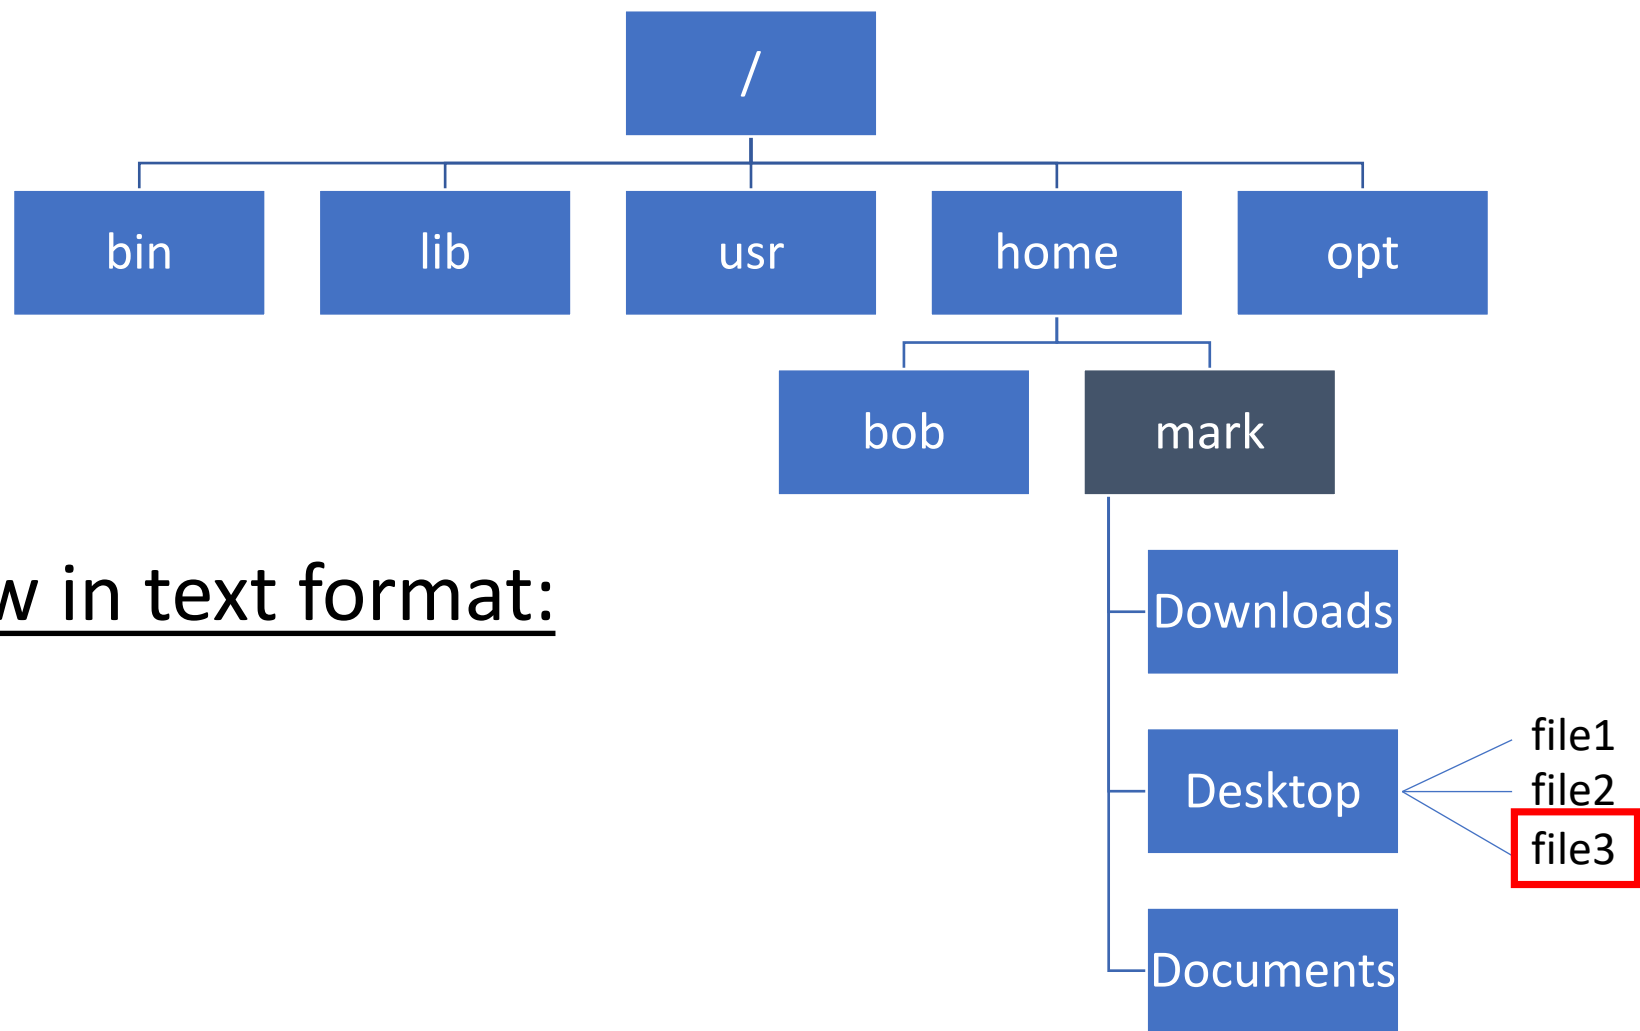 /
bin
lib
usr
home
opt
bob
mark
in text format:
Downloads
Desktop
file1
file2
file3
Documents